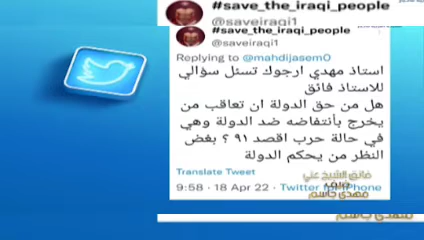 #save_the_iraqi_people
@saveiraqi1
#save_the_iraqi_people
@saveiraqi1
Replying to @mahdijasem0
استاذ مهدي ارجوك تسئل سؤالي
للاستاذ فائق
هل من حق الدولة ان تعاقب من
يخرج بأنتفاضه ضد الدولة وهي
في حالة حرب اقصد ٩١ ؟ بغض
النظر من يحكم الدولة
Translate Tweet
فائق الشيخ علي
9:58 · 18 Apr 22 · Twitter for iPhone
مهدي جاسم
مهدي جاسم